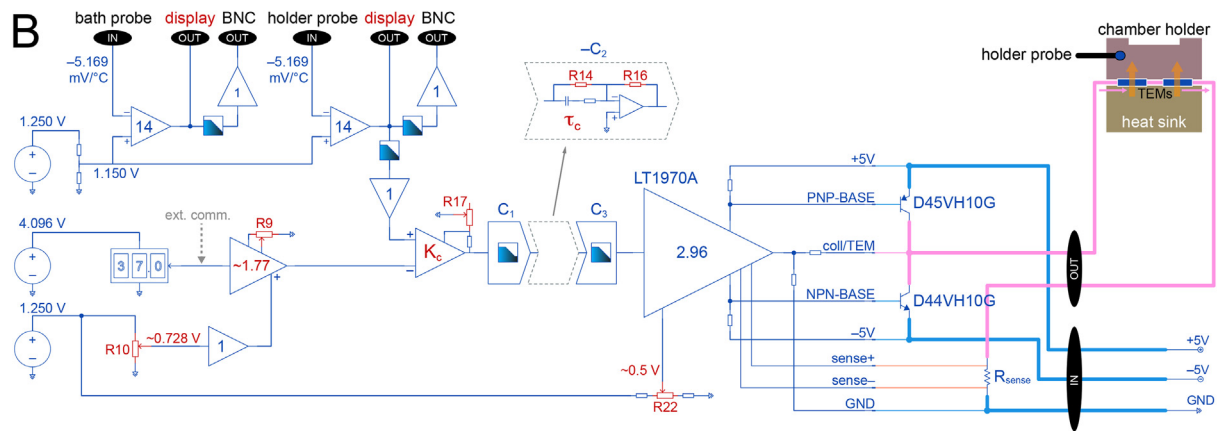 B
bath probe display BNC holder probe display BNC
IN OUT OUT IN OUT OUT
–5.169
mV/°C
–5.169
mV/°C
1
1
14
14
1.250 V
1.150 V
1
–C₂
R14 R16
τc
chamber holder
holder probe
TEMs
heat sink
4.096 V
ext. comm.
R9
37.0
~1.77
R17
Kc
C₁
C₃
LT1970A
2.96
+5V
PNP-BASE
D45VH10G
coll/TEM
NPN-BASE
D44VH10G
–5V
sense+
sense–
GND
Rsense
OUT
IN
+5V
–5V
GND
1.250 V
R10
~0.728 V
1
~0.5 V
R22